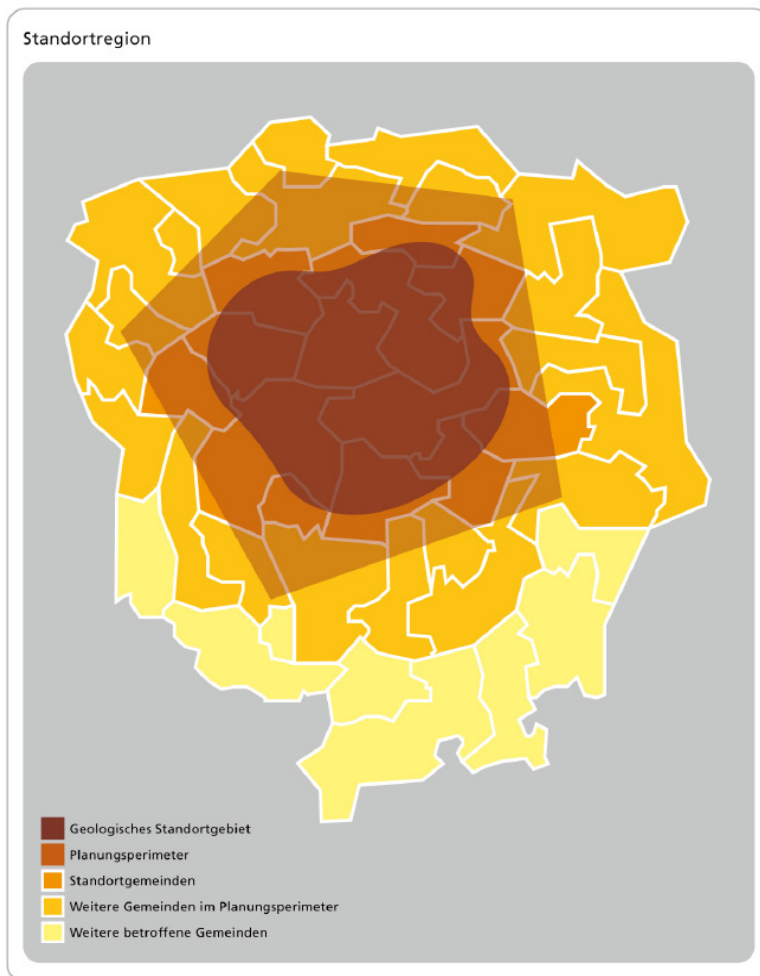 Standortregion
Geologisches Standortgebiet
Planungsperimeter
Standortgemeinden
Weitere Gemeinden im Planungsperimeter
Weitere betroffene Gemeinden